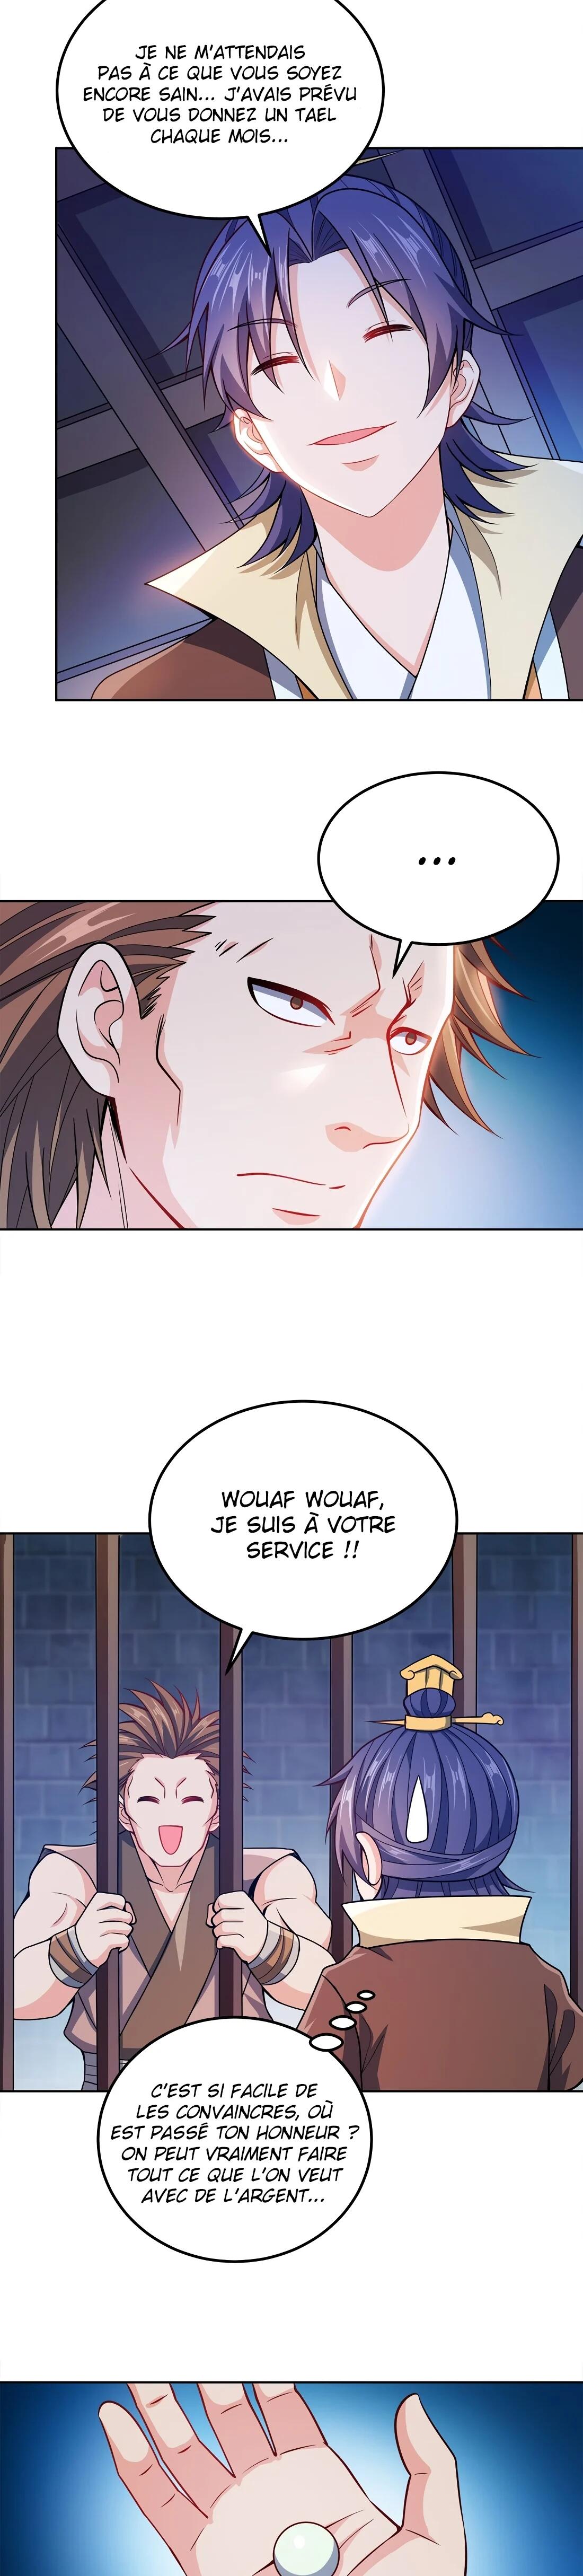 JE NE M'ATTENDAIS
PAS À CE QUE VOUS SOYEZ
ENCORE SAIN... J'AVAIS PRÉVU
DE VOUS DONNEZ UN TAEL
CHAQUE MOIS...
...
WOUAF WOUAF,
JE SUIS À VOTRE
SERVICE !!
C'EST SI FACILE DE
LES CONVAINCRES, OÙ
EST PASSÉ TON HONNEUR ?
ON PEUT VRAIMENT FAIRE
TOUT CE QUE L'ON VEUT
AVEC DE L'ARGENT...